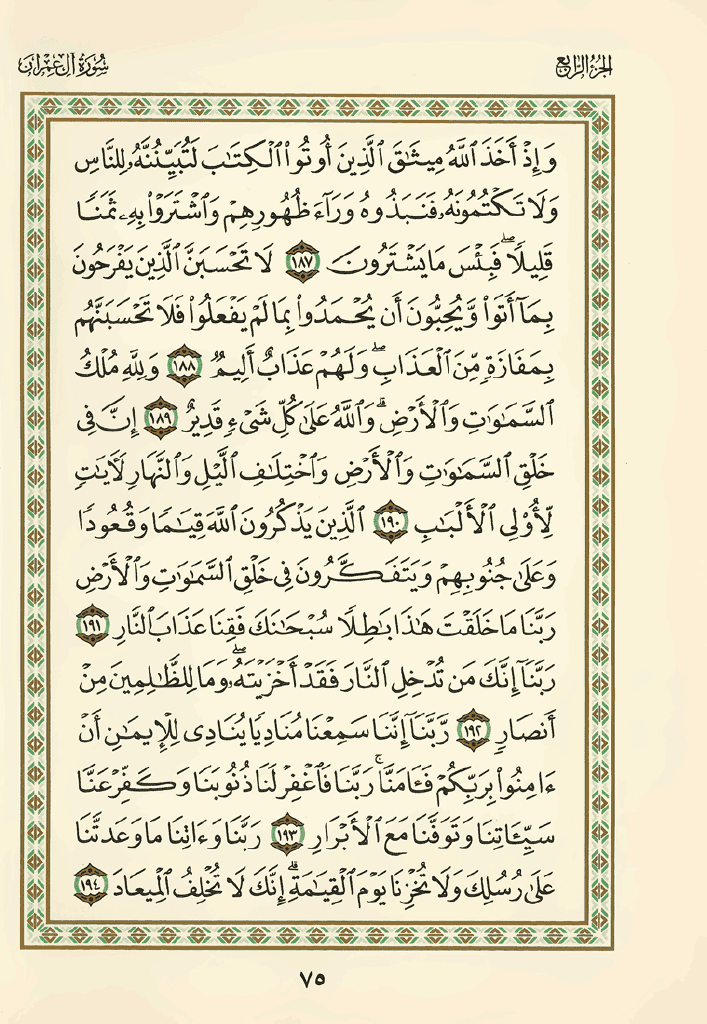 الجزء الرابع
سورة آل عمران
وَإِذْ أَخَذَ ٱللَّهُ مِيثَٰقَ ٱلَّذِينَ أُوتُوا۟ ٱلْكِتَٰبَ لَتُبَيِّنُنَّهُۥ لِلنَّاسِ
وَلَا تَكْتُمُونَهُۥ فَنَبَذُوهُ وَرَآءَ ظُهُورِهِمْ وَٱشْتَرَوْا۟ بِهِۦ ثَمَنًا
قَلِيلًا ۖ فَبِئْسَ مَا يَشْتَرُونَ ١٨٧ لَا تَحْسَبَنَّ ٱلَّذِينَ يَفْرَحُونَ
بِمَآ أَتَوا۟ وَّيُحِبُّونَ أَن يُحْمَدُوا۟ بِمَا لَمْ يَفْعَلُوا۟ فَلَا تَحْسَبَنَّهُم
بِمَفَازَةٍ مِّنَ ٱلْعَذَابِ ۖ وَلَهُمْ عَذَابٌ أَلِيمٌ ١٨٨ وَلِلَّهِ مُلْكُ
ٱلسَّمَٰوَٰتِ وَٱلْأَرْضِ ۗ وَٱللَّهُ عَلَىٰ كُلِّ شَىْءٍ قَدِيرٌ ١٨٩ إِنَّ فِى
خَلْقِ ٱلسَّمَٰوَٰتِ وَٱلْأَرْضِ وَٱخْتِلَٰفِ ٱلَّيْلِ وَٱلنَّهَارِ لَءَايَٰتٍ
لِّأُو۟لِى ٱلْأَلْبَٰبِ ١٩٠ ٱلَّذِينَ يَذْكُرُونَ ٱللَّهَ قِيَٰمًا وَقُعُودًا
وَعَلَىٰ جُنُوبِهِمْ وَيَتَفَكَّرُونَ فِى خَلْقِ ٱلسَّمَٰوَٰتِ وَٱلْأَرْضِ
رَبَّنَا مَا خَلَقْتَ هَٰذَا بَٰطِلًا سُبْحَٰنَكَ فَقِنَا عَذَابَ ٱلنَّارِ ١٩١
رَبَّنَآ إِنَّكَ مَن تُدْخِلِ ٱلنَّارَ فَقَدْ أَخْزَيْتَهُۥ ۖ وَمَا لِلظَّٰلِمِينَ مِنْ
أَنصَارٍ ١٩٢ رَّبَّنَآ إِنَّنَا سَمِعْنَا مُنَادِيًا يُنَادِى لِلْإِيمَٰنِ أَنْ
ءَامِنُوا۟ بِرَبِّكُمْ فَـَٔامَنَّا ۚ رَبَّنَا فَٱغْفِرْ لَنَا ذُنُوبَنَا وَكَفِّرْ عَنَّا
سَيِّـَٔاتِنَا وَتَوَفَّنَا مَعَ ٱلْأَبْرَارِ ١٩٣ رَبَّنَا وَءَاتِنَا مَا وَعَدتَّنَا
عَلَىٰ رُسُلِكَ وَلَا تُخْزِنَا يَوْمَ ٱلْقِيَٰمَةِ ۗ إِنَّكَ لَا تُخْلِفُ ٱلْمِيعَادَ ١٩٤
٧٥